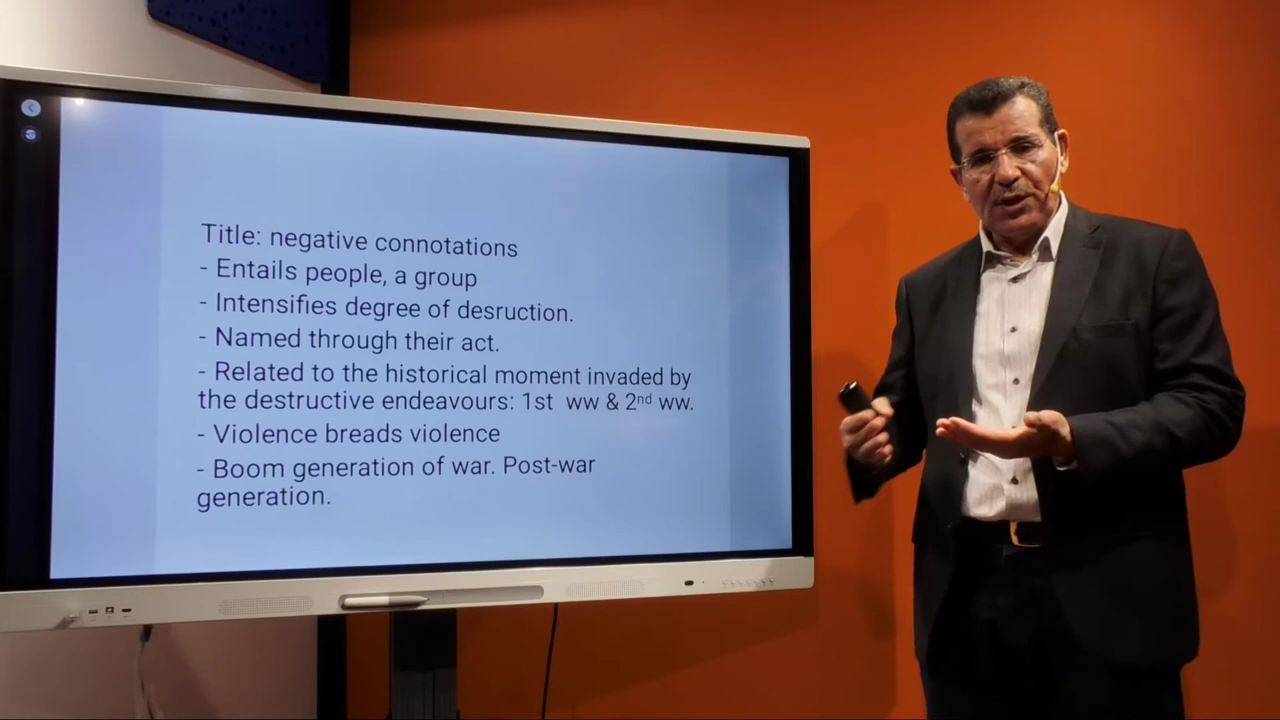 Title: negative connotations
- Entails people, a group
- Intensifies degree of desruction.
- Named through their act.
- Related to the historical moment invaded by
the destructive endeavours: 1st ww & 2nd ww.
- Violence breads violence
- Boom generation of war. Post-war
generation.